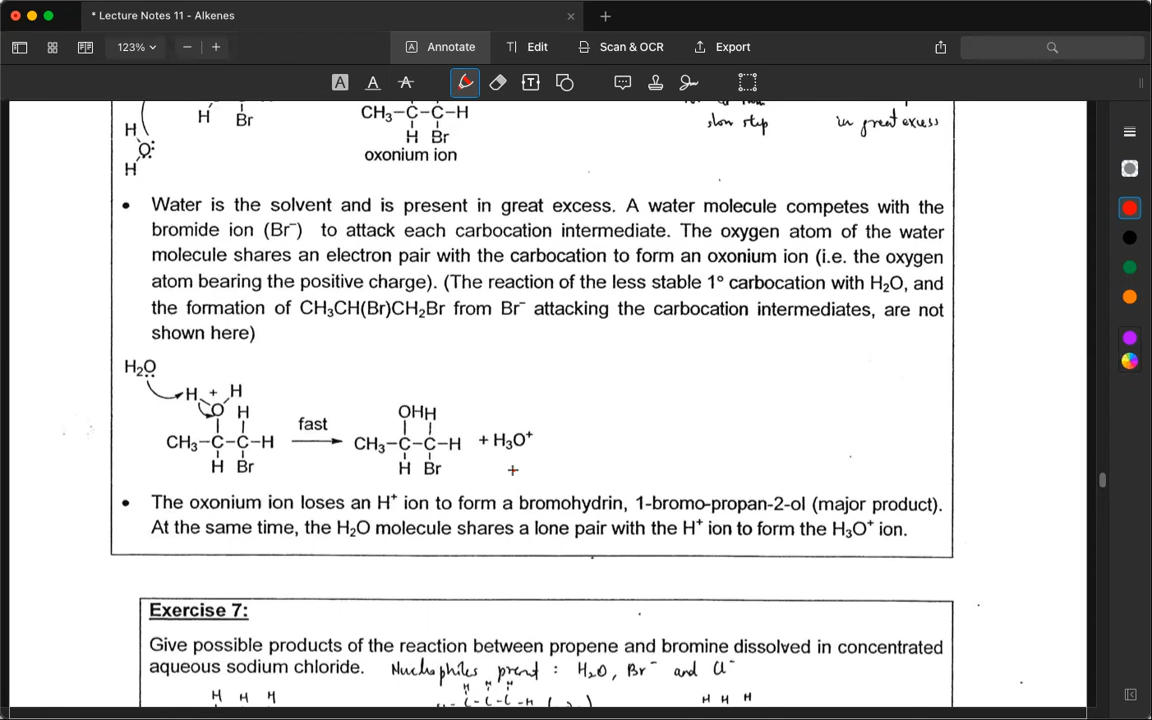 * Lecture Notes 11 - Alkenes
123%
Annotate
Edit
Scan & OCR
Export
H Br
CH₃–C–C–H
H Br
oxonium ion
H
O:
H
slow step
in great excess
• Water is the solvent and is present in great excess. A water molecule competes with the
bromide ion (Br⁻) to attack each carbocation intermediate. The oxygen atom of the water
molecule shares an electron pair with the carbocation to form an oxonium ion (i.e. the oxygen
atom bearing the positive charge). (The reaction of the less stable 1° carbocation with H₂O, and
the formation of CH₃CH(Br)CH₂Br from Br⁻ attacking the carbocation intermediates, are not
shown here)
H₂O
H + H
O H
CH₃–C–C–H
H Br
fast
OHH
CH₃–C–C–H + H₃O⁺
H Br
• The oxonium ion loses an H⁺ ion to form a bromohydrin, 1-bromo-propan-2-ol (major product).
At the same time, the H₂O molecule shares a lone pair with the H⁺ ion to form the H₃O⁺ ion.
Exercise 7:
Give possible products of the reaction between propene and bromine dissolved in concentrated
aqueous sodium chloride. Nucleophiles present : H₂O, Br⁻ and Cl⁻
H H H
H H H
H H H